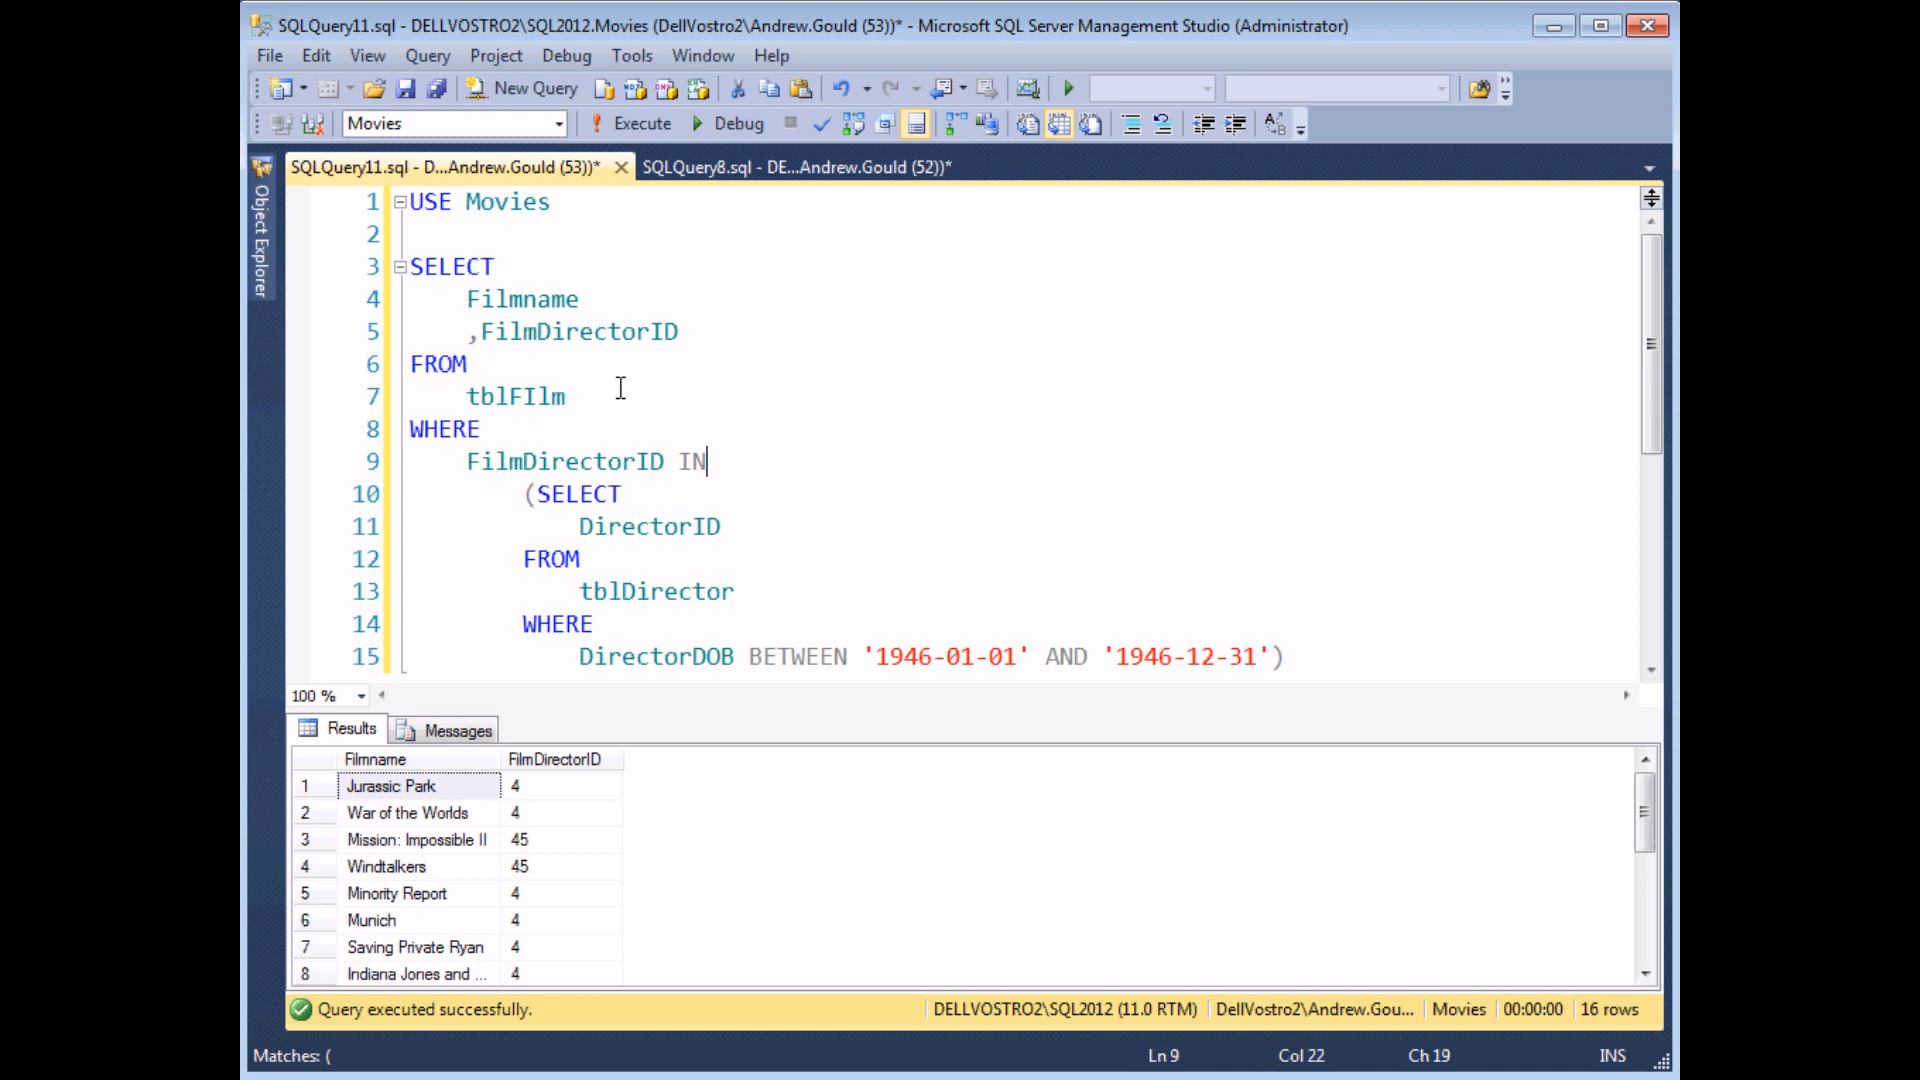 SQLQuery11.sql - DELLVOSTRO2\SQL2012.Movies (DellVostro2\Andrew.Gould (53))* - Microsoft SQL Server Management Studio (Administrator)
File Edit View Query Project Debug Tools Window Help
New Query
Movies Execute Debug
SQLQuery11.sql - D...Andrew.Gould (53))* SQLQuery8.sql - DE...Andrew.Gould (52))*
Object Explorer
1 USE Movies
2
3 SELECT
4 Filmname
5 ,FilmDirectorID
6 FROM
7 tblFIlm
8 WHERE
9 FilmDirectorID IN
10 (SELECT
11 DirectorID
12 FROM
13 tblDirector
14 WHERE
15 DirectorDOB BETWEEN '1946-01-01' AND '1946-12-31')
100 %
Results Messages
Filmname FilmDirectorID
1 Jurassic Park 4
2 War of the Worlds 4
3 Mission: Impossible II 45
4 Windtalkers 45
5 Minority Report 4
6 Munich 4
7 Saving Private Ryan 4
8 Indiana Jones and ... 4
Query executed successfully. DELLVOSTRO2\SQL2012 (11.0 RTM) DellVostro2\Andrew.Gou... Movies 00:00:00 16 rows
Matches: ( Ln 9 Col 22 Ch 19 INS